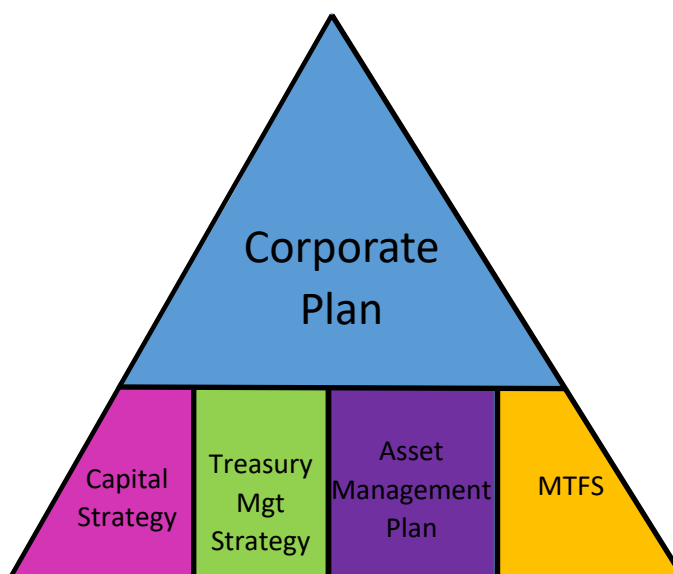 Corporate
Plan
Capital
Strategy
Treasury
Mgt
Strategy
Asset
Management
Plan
MTFS